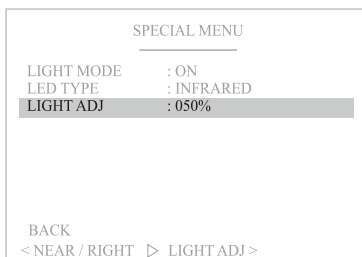 SPECIAL MENU
LIGHT MODE : ON
LED TYPE : INFRARED
LIGHT ADJ : 050%
BACK
< NEAR / RIGHT ▷ LIGHT ADJ >